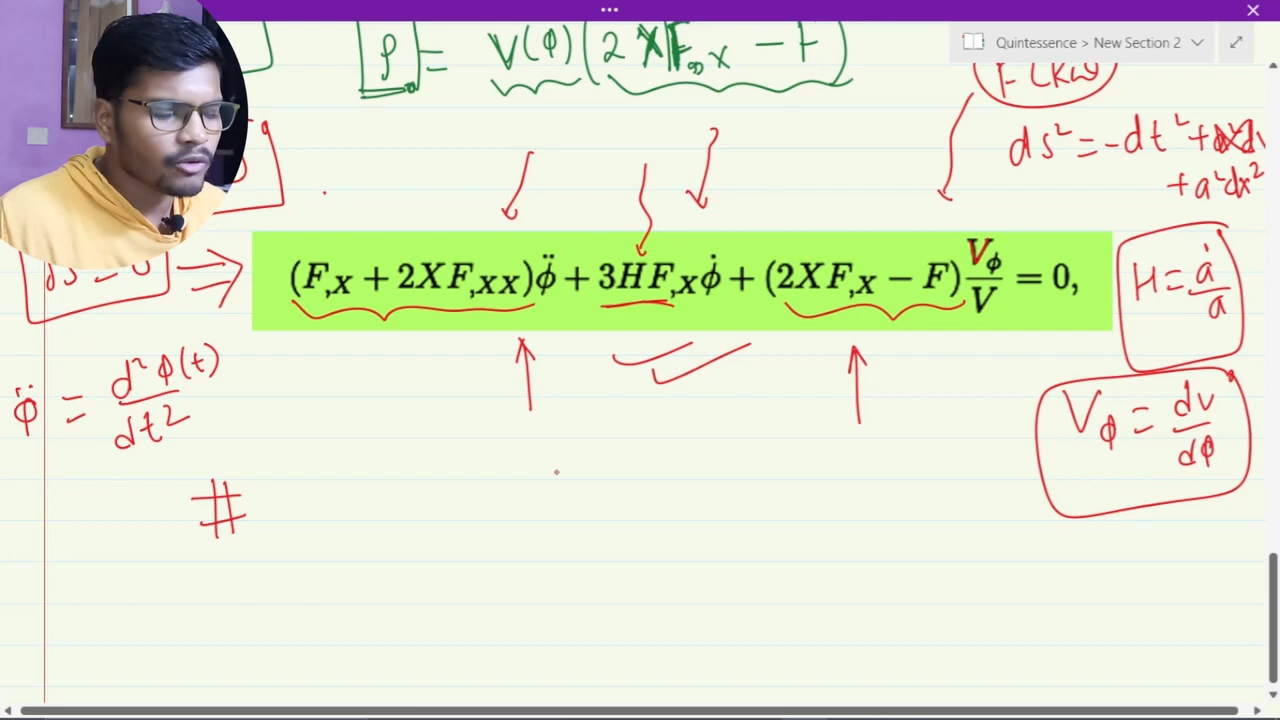 Quintessence > New Section 2
ρ = V(ϕ) (2XF,X − F)
ds² = −dt² +
+ a²dx²
(F,X + 2XF,XX)ϕ̈ + 3HF,Xϕ̇ + (2XF,X − F) Vϕ/V = 0,
H = ȧ/a
ϕ̈ = d²ϕ(t)/dt²
Vϕ = dv/dϕ
#